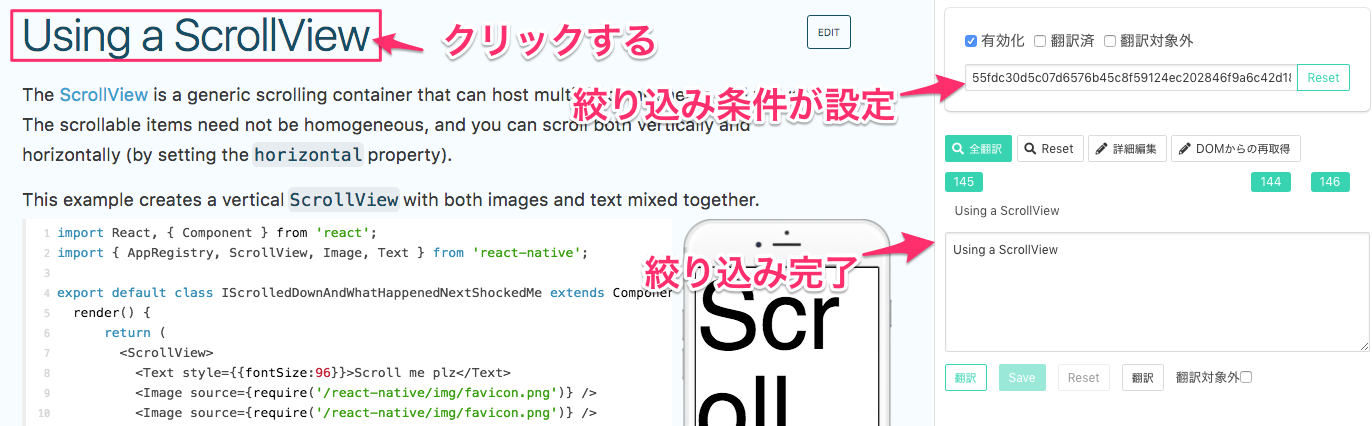 Using a ScrollView
クリックする
EDIT
The ScrollView is a generic scrolling container that can host
The scrollable items need not be homogeneous, and you can scroll both vertically and
horizontally (by setting the horizontal property).
This example creates a vertical ScrollView with both images and text mixed together.
1 import React, { Component } from 'react';
2 import { AppRegistry, ScrollView, Image, Text } from 'react-native';
3
4 export default class IScrolledDownAndWhatHappenedNextShockedMe extends Componer
5 render() {
6 return (
7 <ScrollView>
8 <Text style={{fontSize:96}}>Scroll me plz</Text>
9 <Image source={require('/react-native/img/favicon.png')} />
10 <Image source={require('/react-native/img/favicon.png')} />
Scr
oll
有効化 翻訳済 翻訳対象外
55fdc30d5c07d6576b45c8f59124ec202846f9a6c42d18 Reset
絞り込み条件が設定
全翻訳 Reset 詳細編集 DOMからの再取得
145 144 146
Using a ScrollView
Using a ScrollView
絞り込み完了
翻訳 Save Reset 翻訳 翻訳対象外